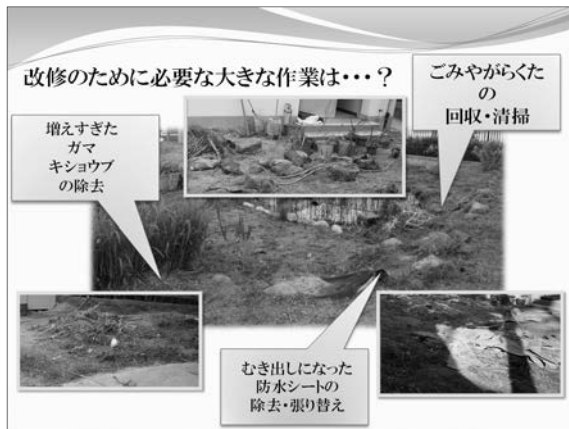 改修のために必要な大きな作業は・・・？
ごみやがらくた
の
回収・清掃
増えすぎた
ガマ
キショウブ
の除去
むき出しになった
防水シートの
除去・張り替え